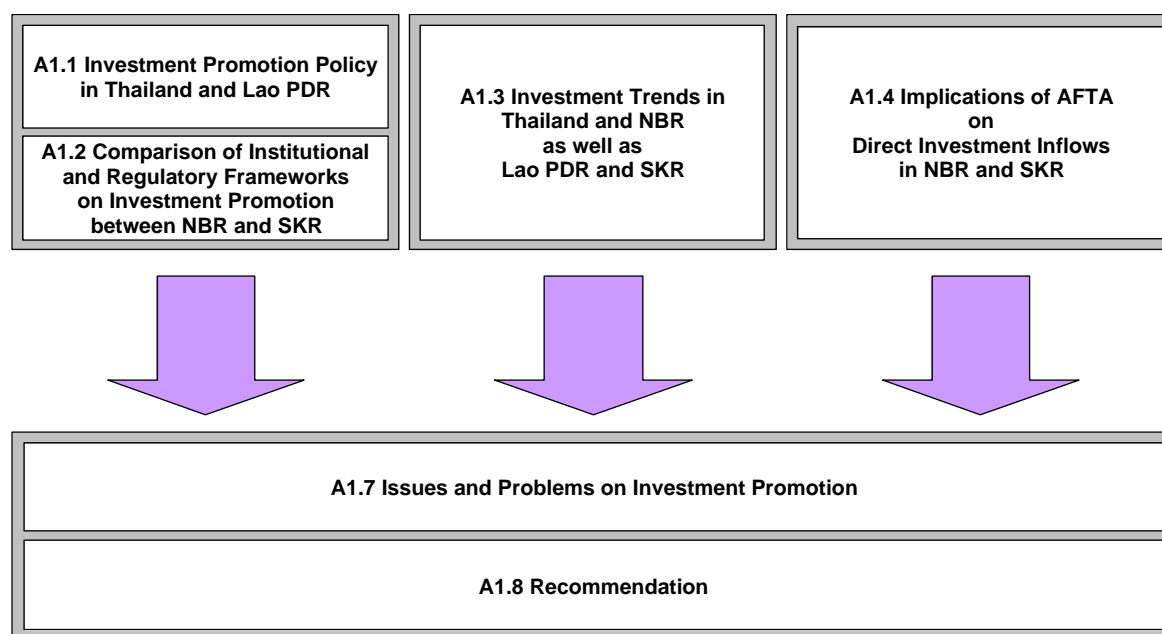 A1.1 Investment Promotion Policy
in Thailand and Lao PDR
A1.2 Comparison of Institutional
and Regulatory Frameworks
on Investment Promotion
between NBR and SKR
A1.3 Investment Trends in
Thailand and NBR
as well as
Lao PDR and SKR
A1.4 Implications of AFTA
on
Direct Investment Inflows
in NBR and SKR
A1.7 Issues and Problems on Investment Promotion
A1.8 Recommendation